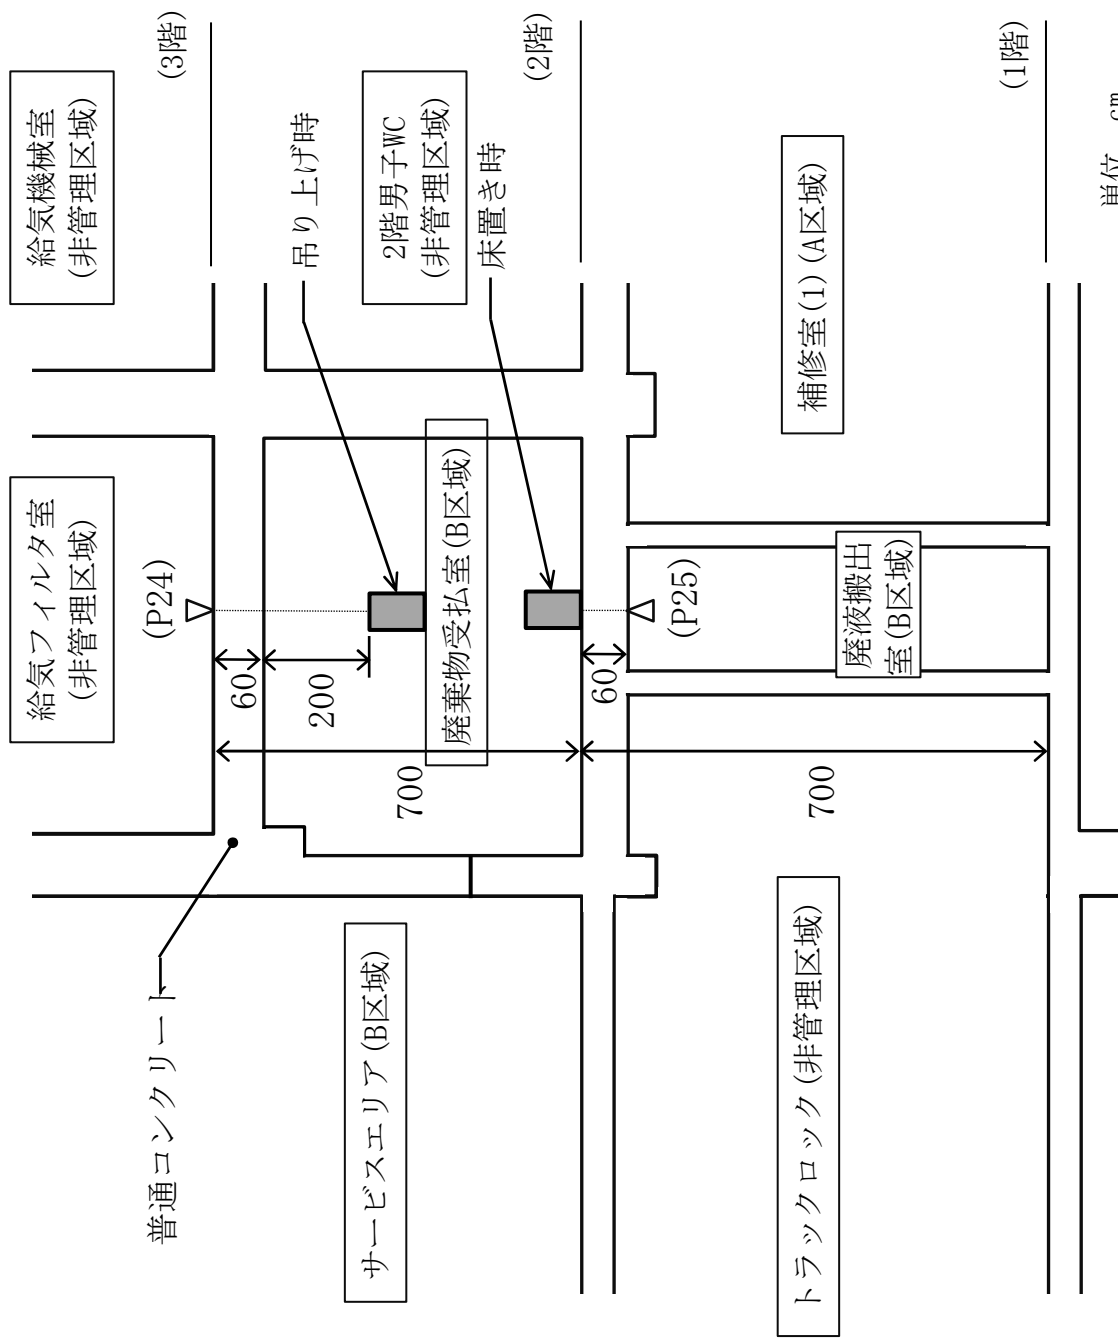 普通コンクリート
給気フィルタ室
(非管理区域)
給気機械室
(非管理区域)
(3階)
(P24)
60
200
700
吊り上げ時
サービスエリア(B区域)
廃棄物受払室(B区域)
2階男子WC
(非管理区域)
床置き時
(2階)
60
(P25)
700
トラックロック(非管理区域)
廃液搬出
室(B区域)
補修室(1)(A区域)
(1階)
単位 cm